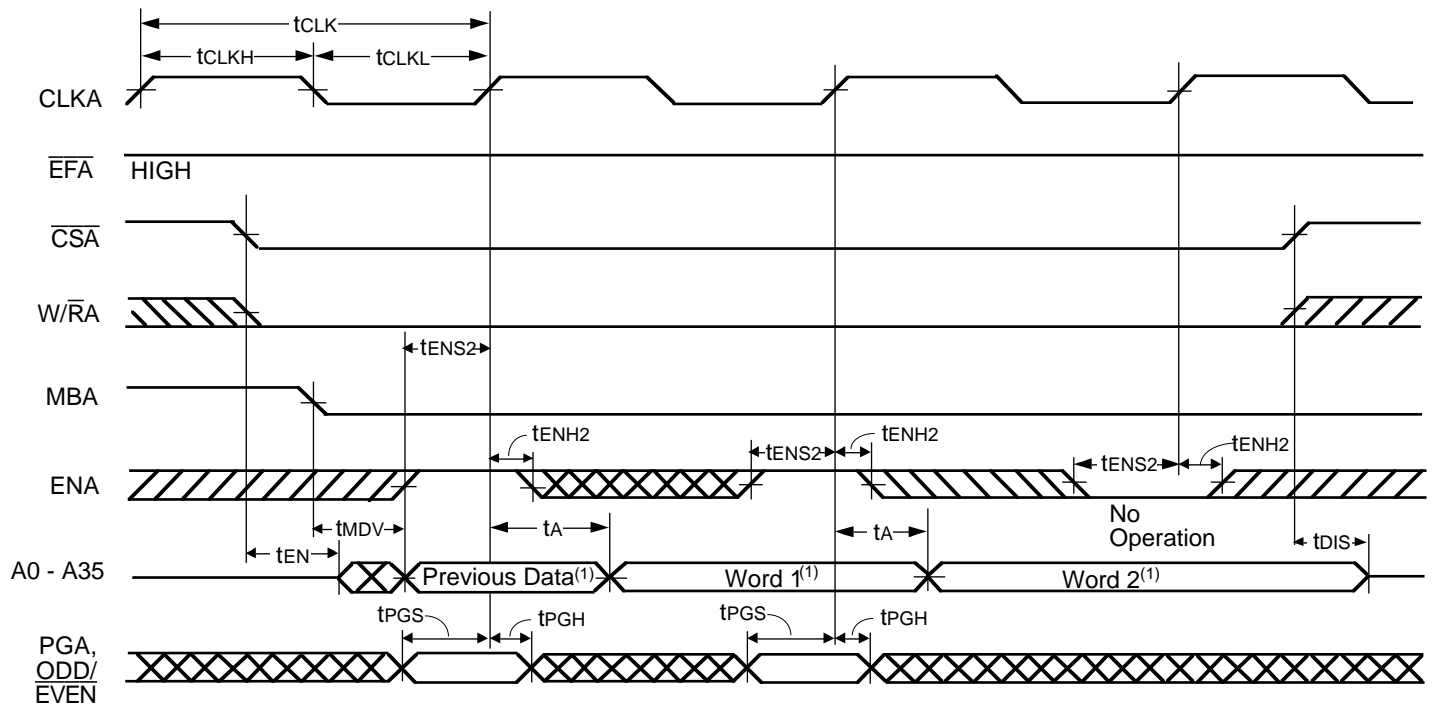 tCLK
tCLKH
tCLKL
CLKA
EFA
HIGH
CSA
W/RA
tENS2
MBA
tENH2
tENS2
tENH2
tENS2
tENH2
ENA
tMDV
tA
tA
No
Operation
tEN
tDIS
A0 - A35
Previous Data(1)
Word 1(1)
Word 2(1)
tPGS
tPGH
tPGS
tPGH
PGA,
ODD/
EVEN